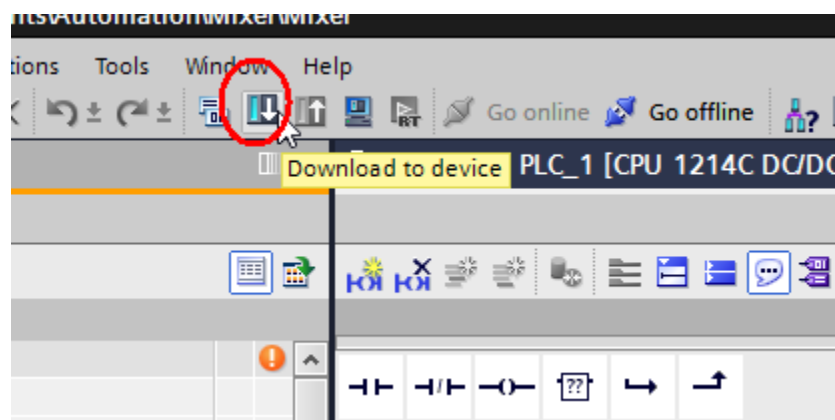 nts\Automation\Mixer\Mixer
tions Tools Window Help
RT Go online Go offline ?
Download to device PLC_1 [CPU 1214C DC/DC
??